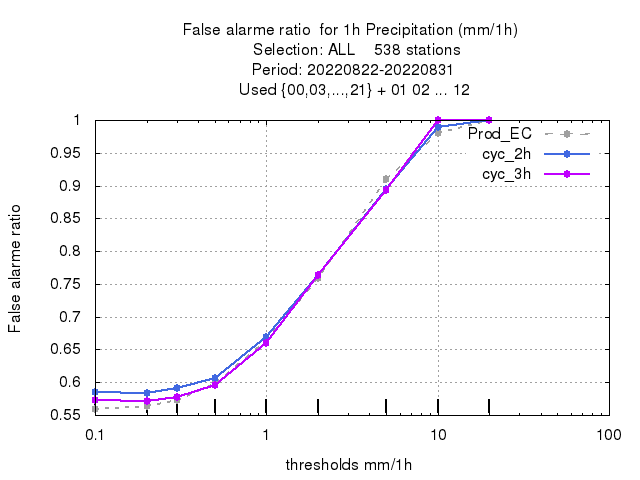 False alarme ratio  for 1h Precipitation (mm/1h)
Selection: ALL    538 stations
Period: 20220822-20220831
Used {00,03,...,21} + 01 02 ... 12
Prod_EC
cyc_2h
cyc_3h
1
0.95
0.9
0.85
0.8
0.75
0.7
0.65
0.6
0.55
False alarme ratio
0.1 1 10 100
thresholds mm/1h